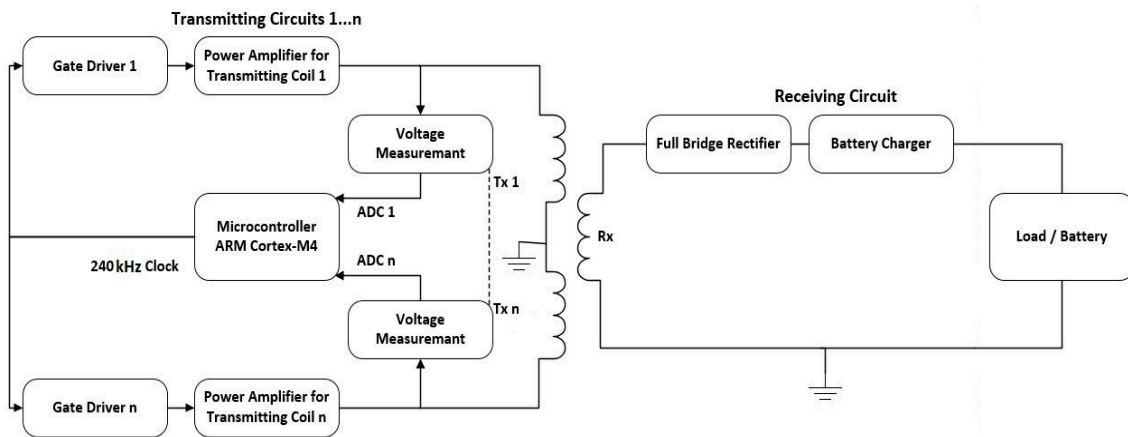 Transmitting Circuits 1...n
Gate Driver 1
Power Amplifier for
Transmitting Coil 1
Voltage
Measuremant
Tx 1
ADC 1
Microcontroller
ARM Cortex-M4
240 kHz Clock
ADC n
Tx n
Voltage
Measuremant
Gate Driver n
Power Amplifier for
Transmitting Coil n
Receiving Circuit
Full Bridge Rectifier
Battery Charger
Rx
Load / Battery